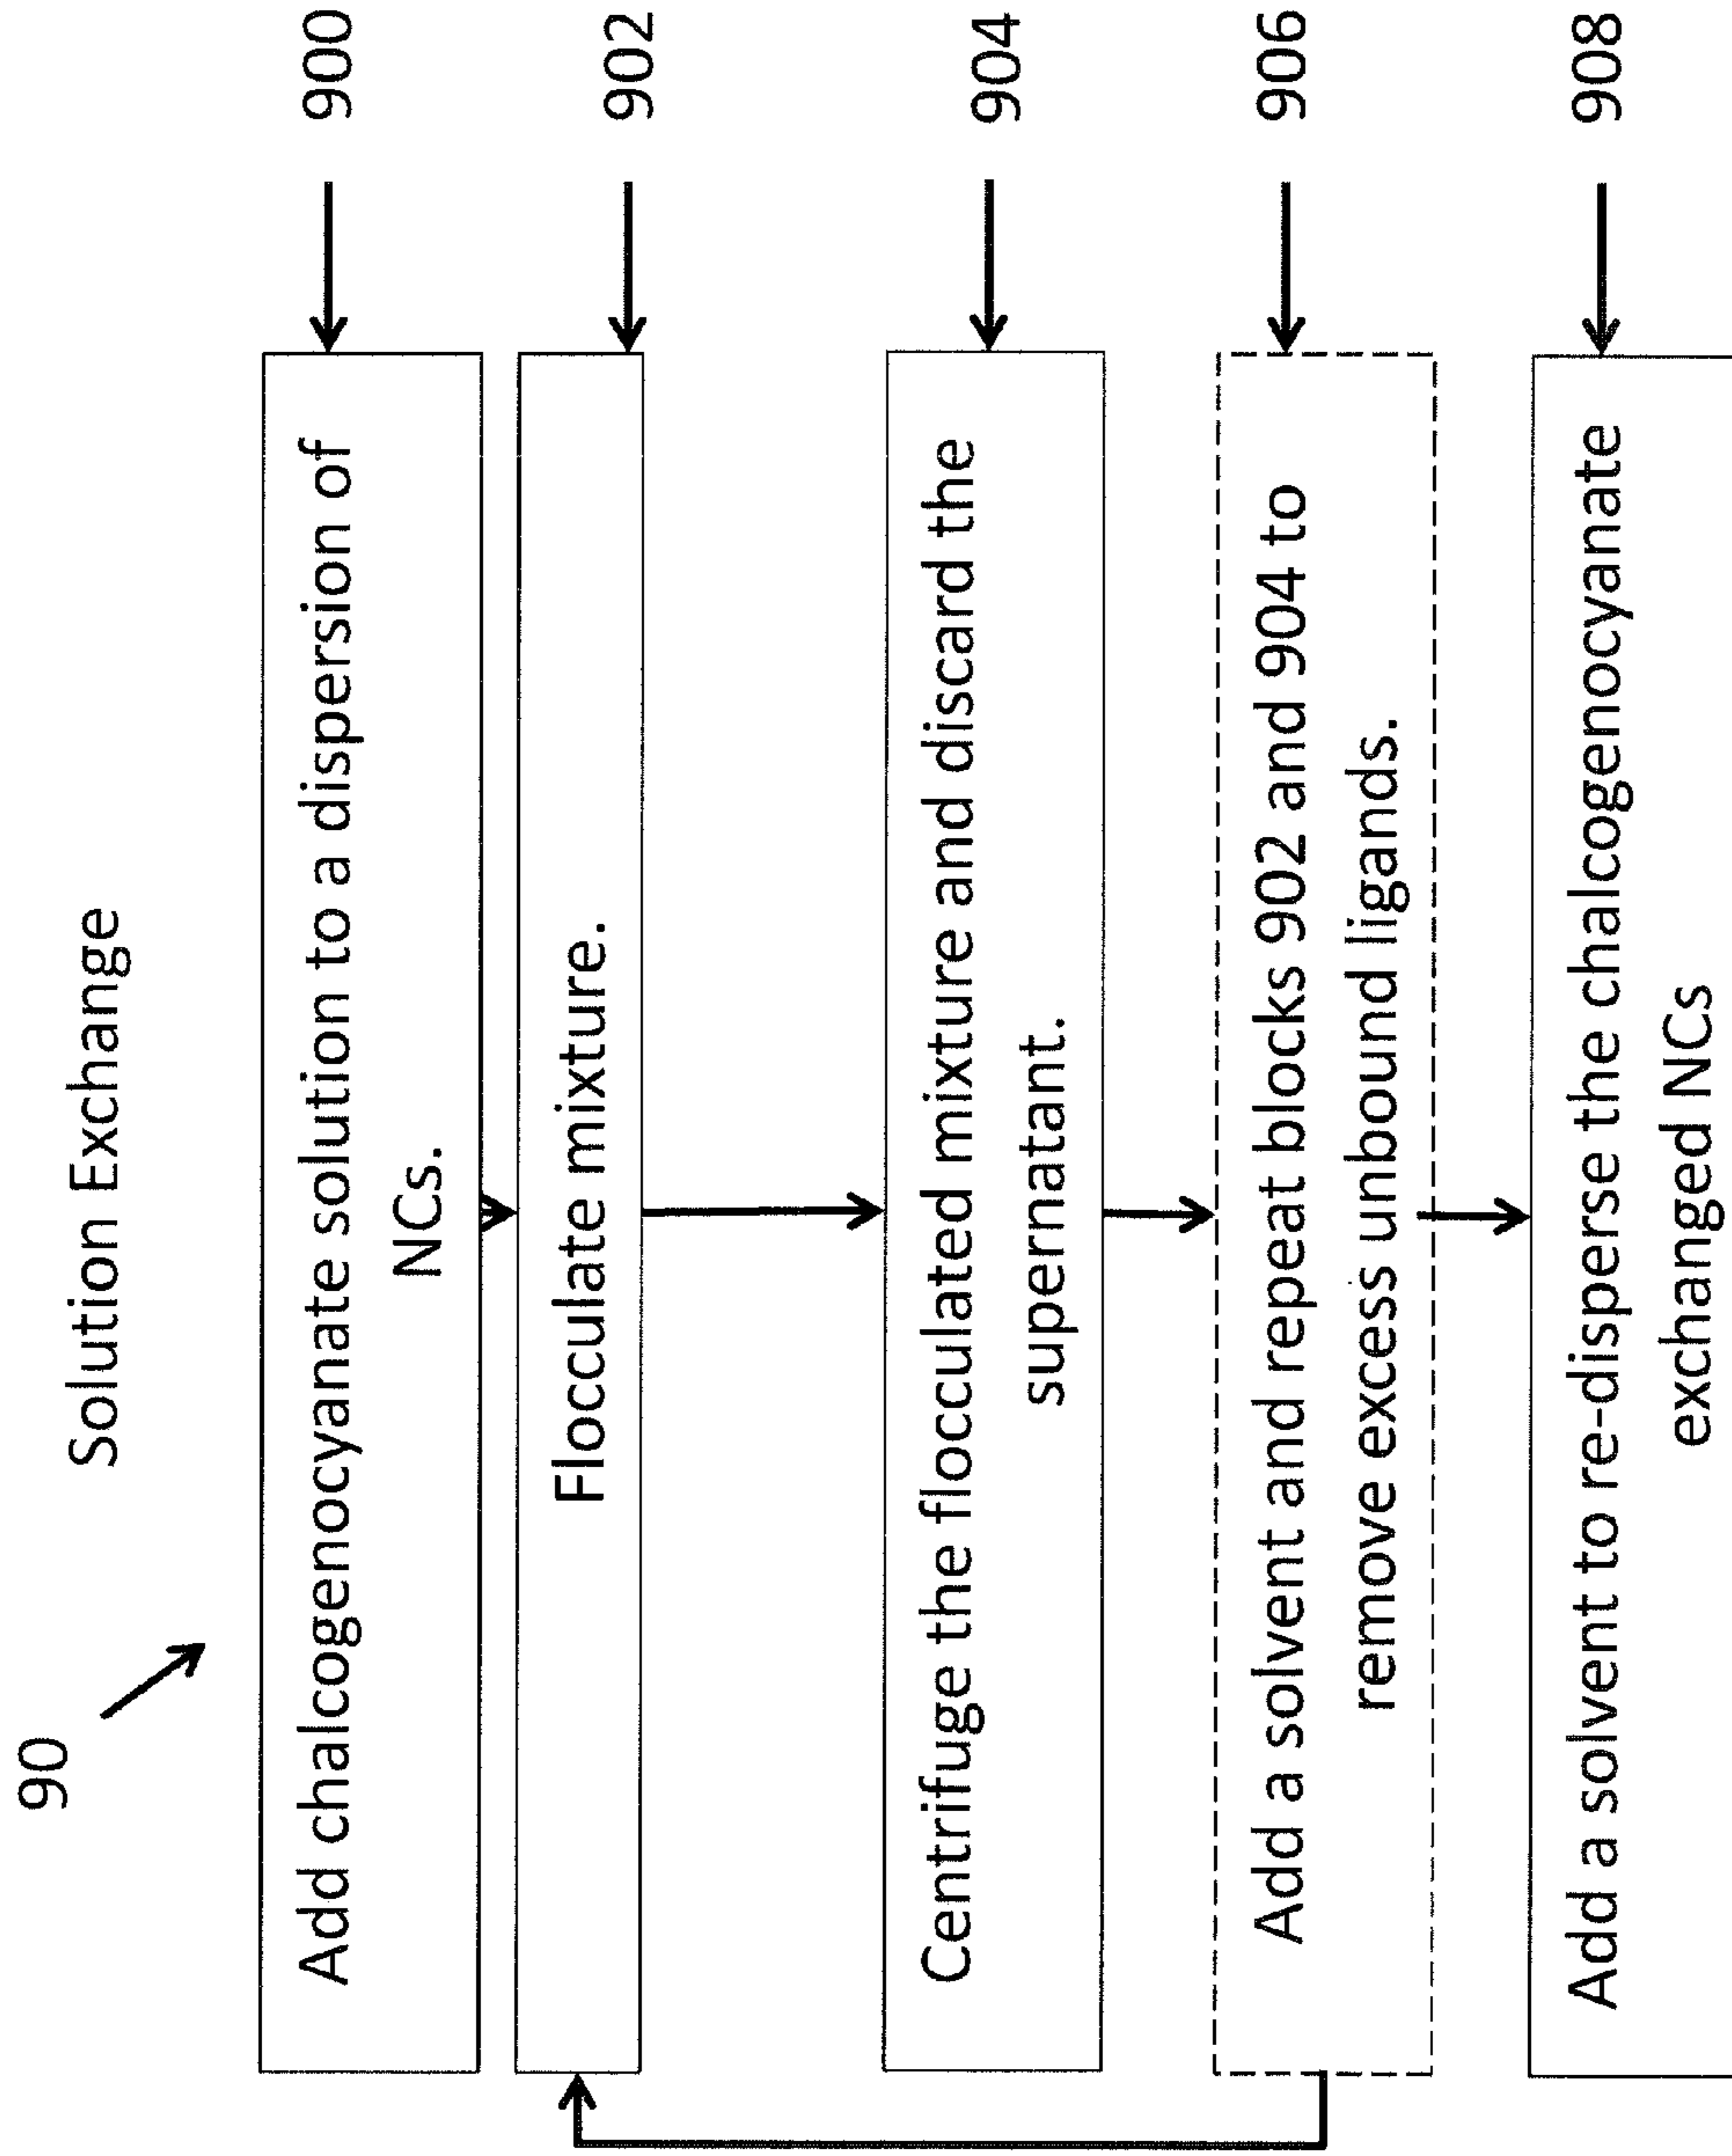 90
Solution Exchange
Add chalcogenocyanate solution to a dispersion of
NCs.
900
Flocculate mixture.
902
Centrifuge the flocculated mixture and discard the
supernatant.
904
Add a solvent and repeat blocks 902 and 904 to
remove excess unbound ligands.
906
Add a solvent to re-disperse the chalcogenocyanate
exchanged NCs
908